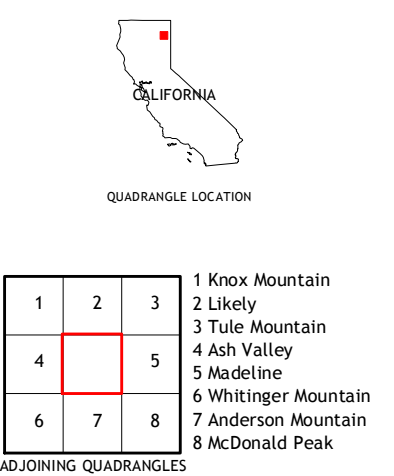 CALIFORNIA
QUADRANGLE LOCATION
1 2 3
4 5
6 7 8
1 Knox Mountain
2 Likely
3 Tule Mountain
4 Ash Valley
5 Madeline
6 Whitinger Mountain
7 Anderson Mountain
8 McDonald Peak
ADJOINING QUADRANGLES